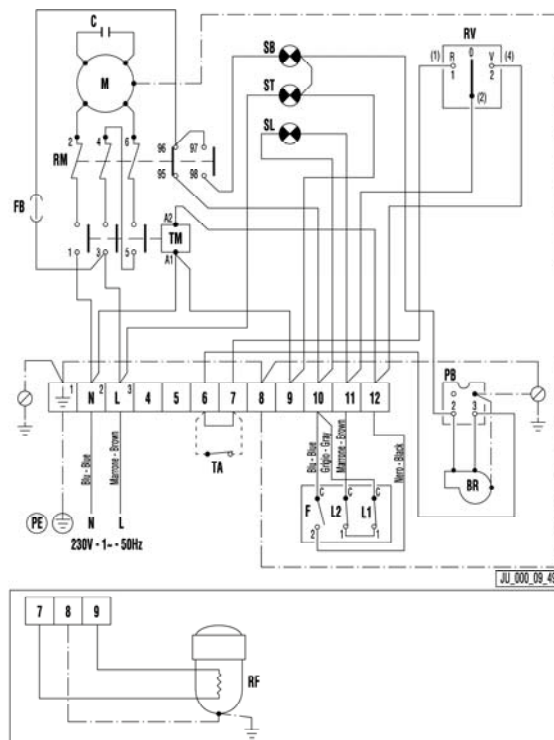 C
M
RM
2
4
6
96
97
95
98
FB
A2
TM
A1
1
3
5
SB
ST
SL
RV
(1)
R
0
V
(4)
1
2
(2)
1
N
2
L
3
4
5
6
7
8
9
10
11
12
PB
2
3
BR
Blu - Blue
Marrone - Brown
TA
Blu - Blue
Grigio - Gray
Marrone - Brown
Nero - Black
PE
N
L
230V - 1~ - 50Hz
F
C
L2
C
L1
C
2
1
1
JU_000_09_49
7
8
9
RF